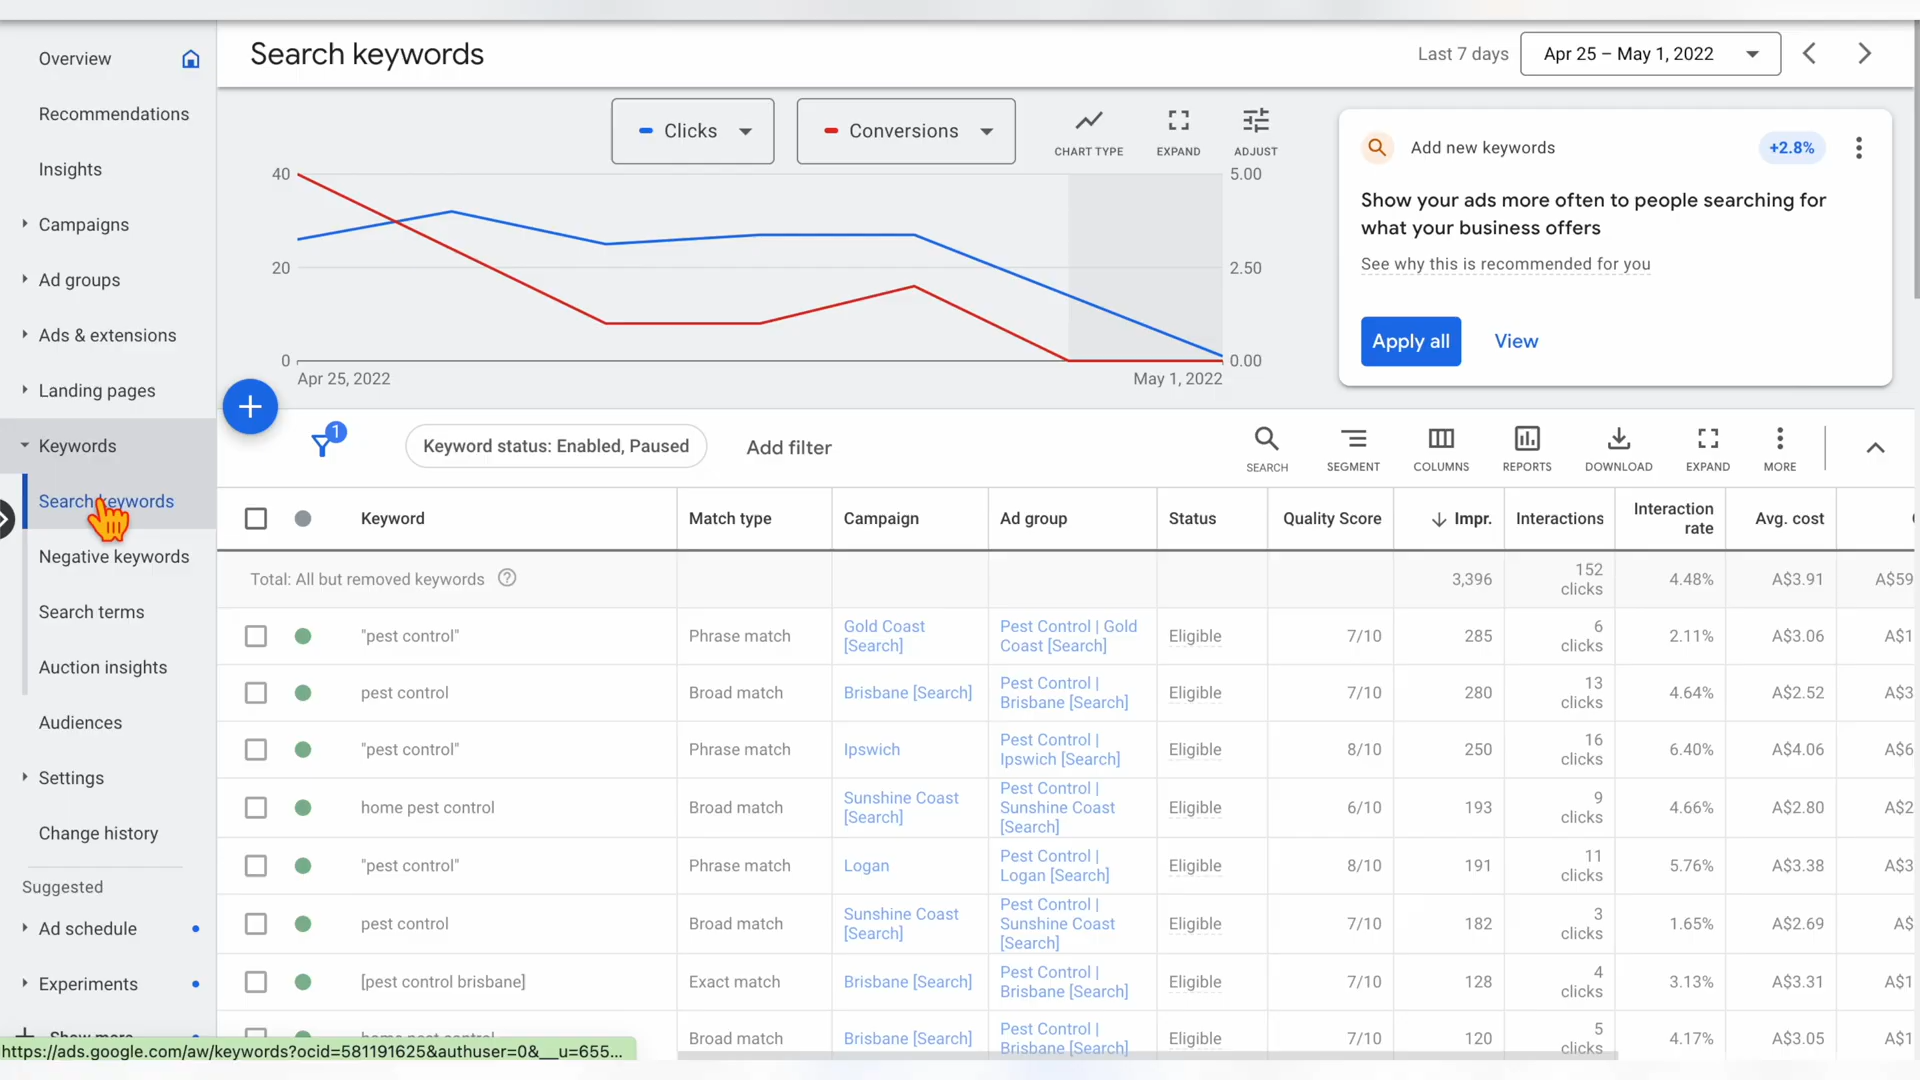 Overview
Recommendations
Insights
Campaigns
Ad groups
Ads & extensions
Landing pages
Keywords
Search keywords
Negative keywords
Search terms
Auction insights
Audiences
Settings
Change history
Suggested
Ad schedule
Experiments
Show more
https://ads.google.com/aw/keywords?ocid=581191625&authuser=0&__u=655...
Search keywords
Last 7 days
Apr 25 – May 1, 2022
Clicks
Conversions
CHART TYPE
EXPAND
ADJUST
40
20
0
5.00
2.50
0.00
Apr 25, 2022
May 1, 2022
Add new keywords
+2.8%
Show your ads more often to people searching for
what your business offers
See why this is recommended for you
Apply all
View
1
Keyword status: Enabled, Paused
Add filter
SEARCH
SEGMENT
COLUMNS
REPORTS
DOWNLOAD
EXPAND
MORE
Keyword Match type Campaign Ad group Status Quality Score Impr. Interactions Interaction
rate Avg. cost
Total: All but removed keywords 3,396 152
clicks 4.48% A$3.91 A$59
"pest control" Phrase match Gold Coast
[Search] Pest Control | Gold
Coast [Search] Eligible 7/10 285 6
clicks 2.11% A$3.06 A$1
pest control Broad match Brisbane [Search] Pest Control |
Brisbane [Search] Eligible 7/10 280 13
clicks 4.64% A$2.52 A$3
"pest control" Phrase match Ipswich Pest Control |
Ipswich [Search] Eligible 8/10 250 16
clicks 6.40% A$4.06 A$6
home pest control Broad match Sunshine Coast
[Search] Pest Control |
Sunshine Coast
[Search] Eligible 6/10 193 9
clicks 4.66% A$2.80 A$2
"pest control" Phrase match Logan Pest Control |
Logan [Search] Eligible 8/10 191 11
clicks 5.76% A$3.38 A$3
pest control Broad match Sunshine Coast
[Search] Pest Control |
Sunshine Coast
[Search] Eligible 7/10 182 3
clicks 1.65% A$2.69 A$
[pest control brisbane] Exact match Brisbane [Search] Pest Control |
Brisbane [Search] Eligible 7/10 128 4
clicks 3.13% A$3.31 A$1
home pest control Broad match Brisbane [Search] Pest Control |
Brisbane [Search] Eligible 7/10 120 5
clicks 4.17% A$3.05 A$1